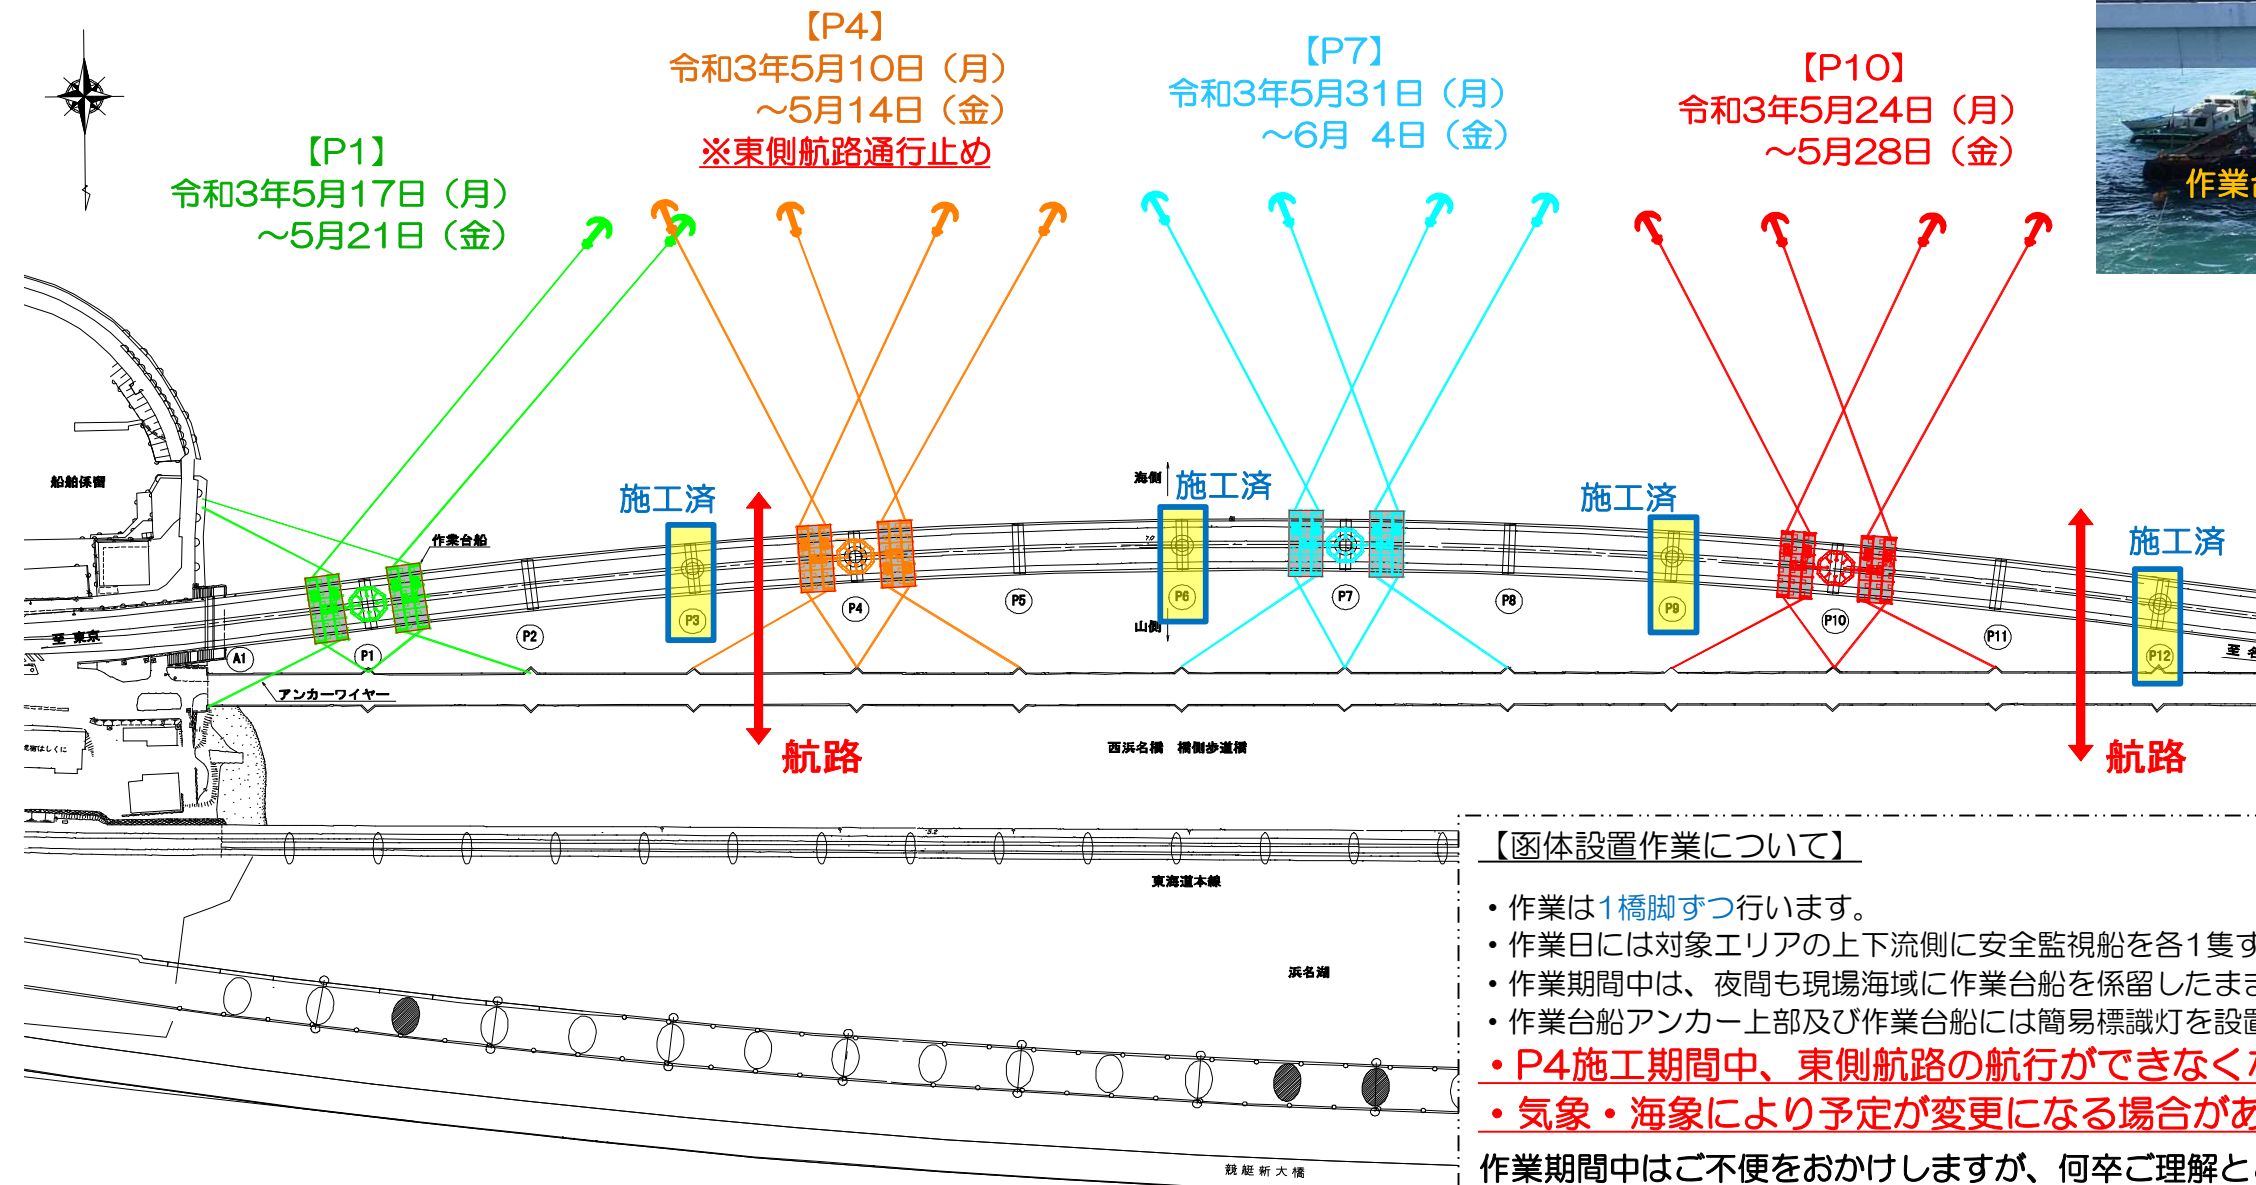 【P4】
令和3年5月10日（月）
～5月14日（金）
※東側航路通行止め
【P7】
令和3年5月31日（月）
～6月 4日（金）
【P10】
令和3年5月24日（月）
～5月28日（金）
【P1】
令和3年5月17日（月）
～5月21日（金）
作業台
船舶係留
作業台船
施工済
海側
施工済
施工済
施工済
至 東京
A1
P1
P2
P3
P4
P5
P6
山側
P7
P8
P9
P10
P11
P12
至 名
アンカーワイヤー
航路
西浜名橋 橋側歩道橋
航路
東海道本線
浜名湖
競艇新大橋
【函体設置作業について】
・作業は1橋脚ずつ行います。
・作業日には対象エリアの上下流側に安全監視船を各1隻ず
・作業期間中は、夜間も現場海域に作業台船を係留したまま
・作業台船アンカー上部及び作業台船には簡易標識灯を設置
・P4施工期間中、東側航路の航行ができなくな
・気象・海象により予定が変更になる場合があ
作業期間中はご不便をおかけしますが、何卒ご理解と